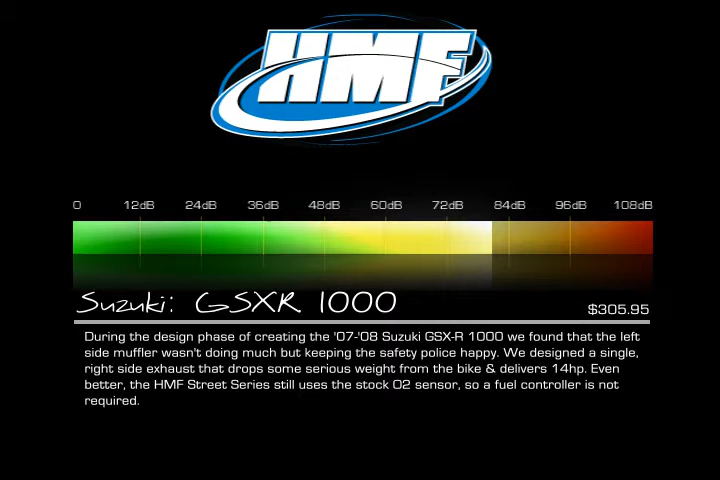 HMF
0 12dB 24dB 36dB 48dB 60dB 72dB 84dB 96dB 108dB
Suzuki: GSXR 1000 $305.95
During the design phase of creating the '07-'08 Suzuki GSX-R 1000 we found that the left
side muffler wasn't doing much but keeping the safety police happy. We designed a single,
right side exhaust that drops some serious weight from the bike & delivers 14hp. Even
better, the HMF Street Series still uses the stock O2 sensor, so a fuel controller is not
required.